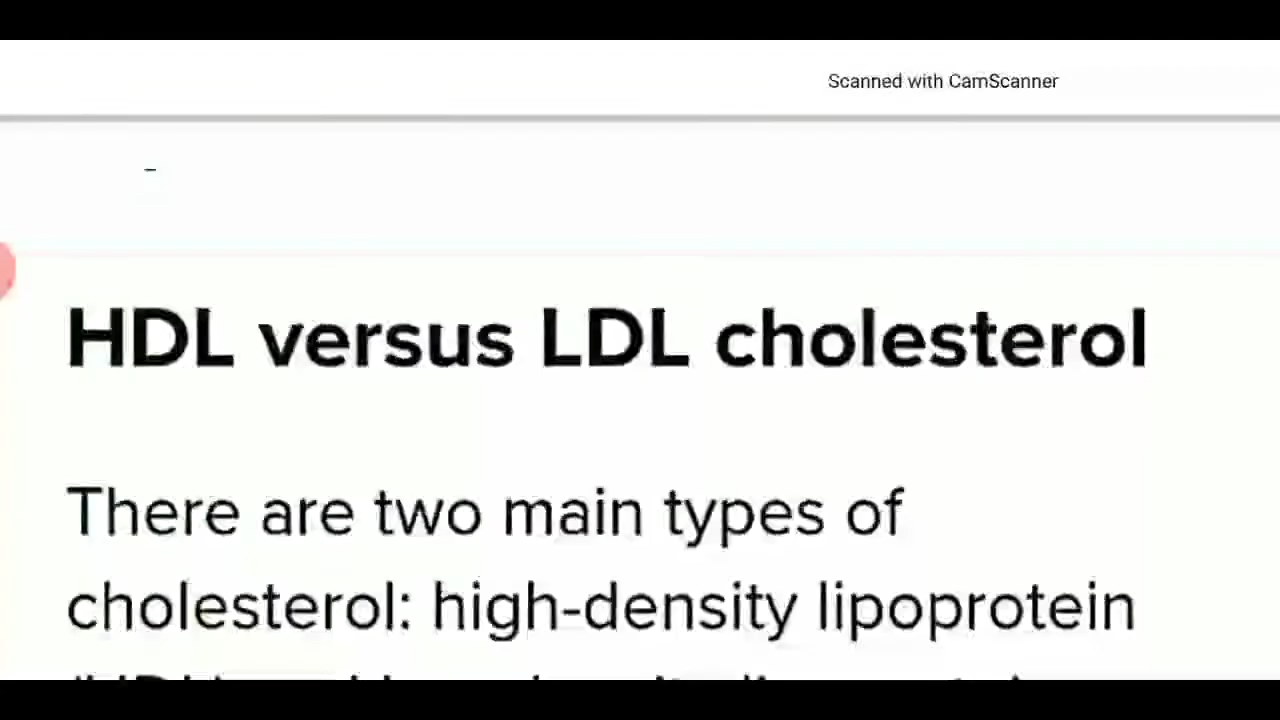 Scanned with CamScanner
HDL versus LDL cholesterol
There are two main types of
cholesterol: high-density lipoprotein